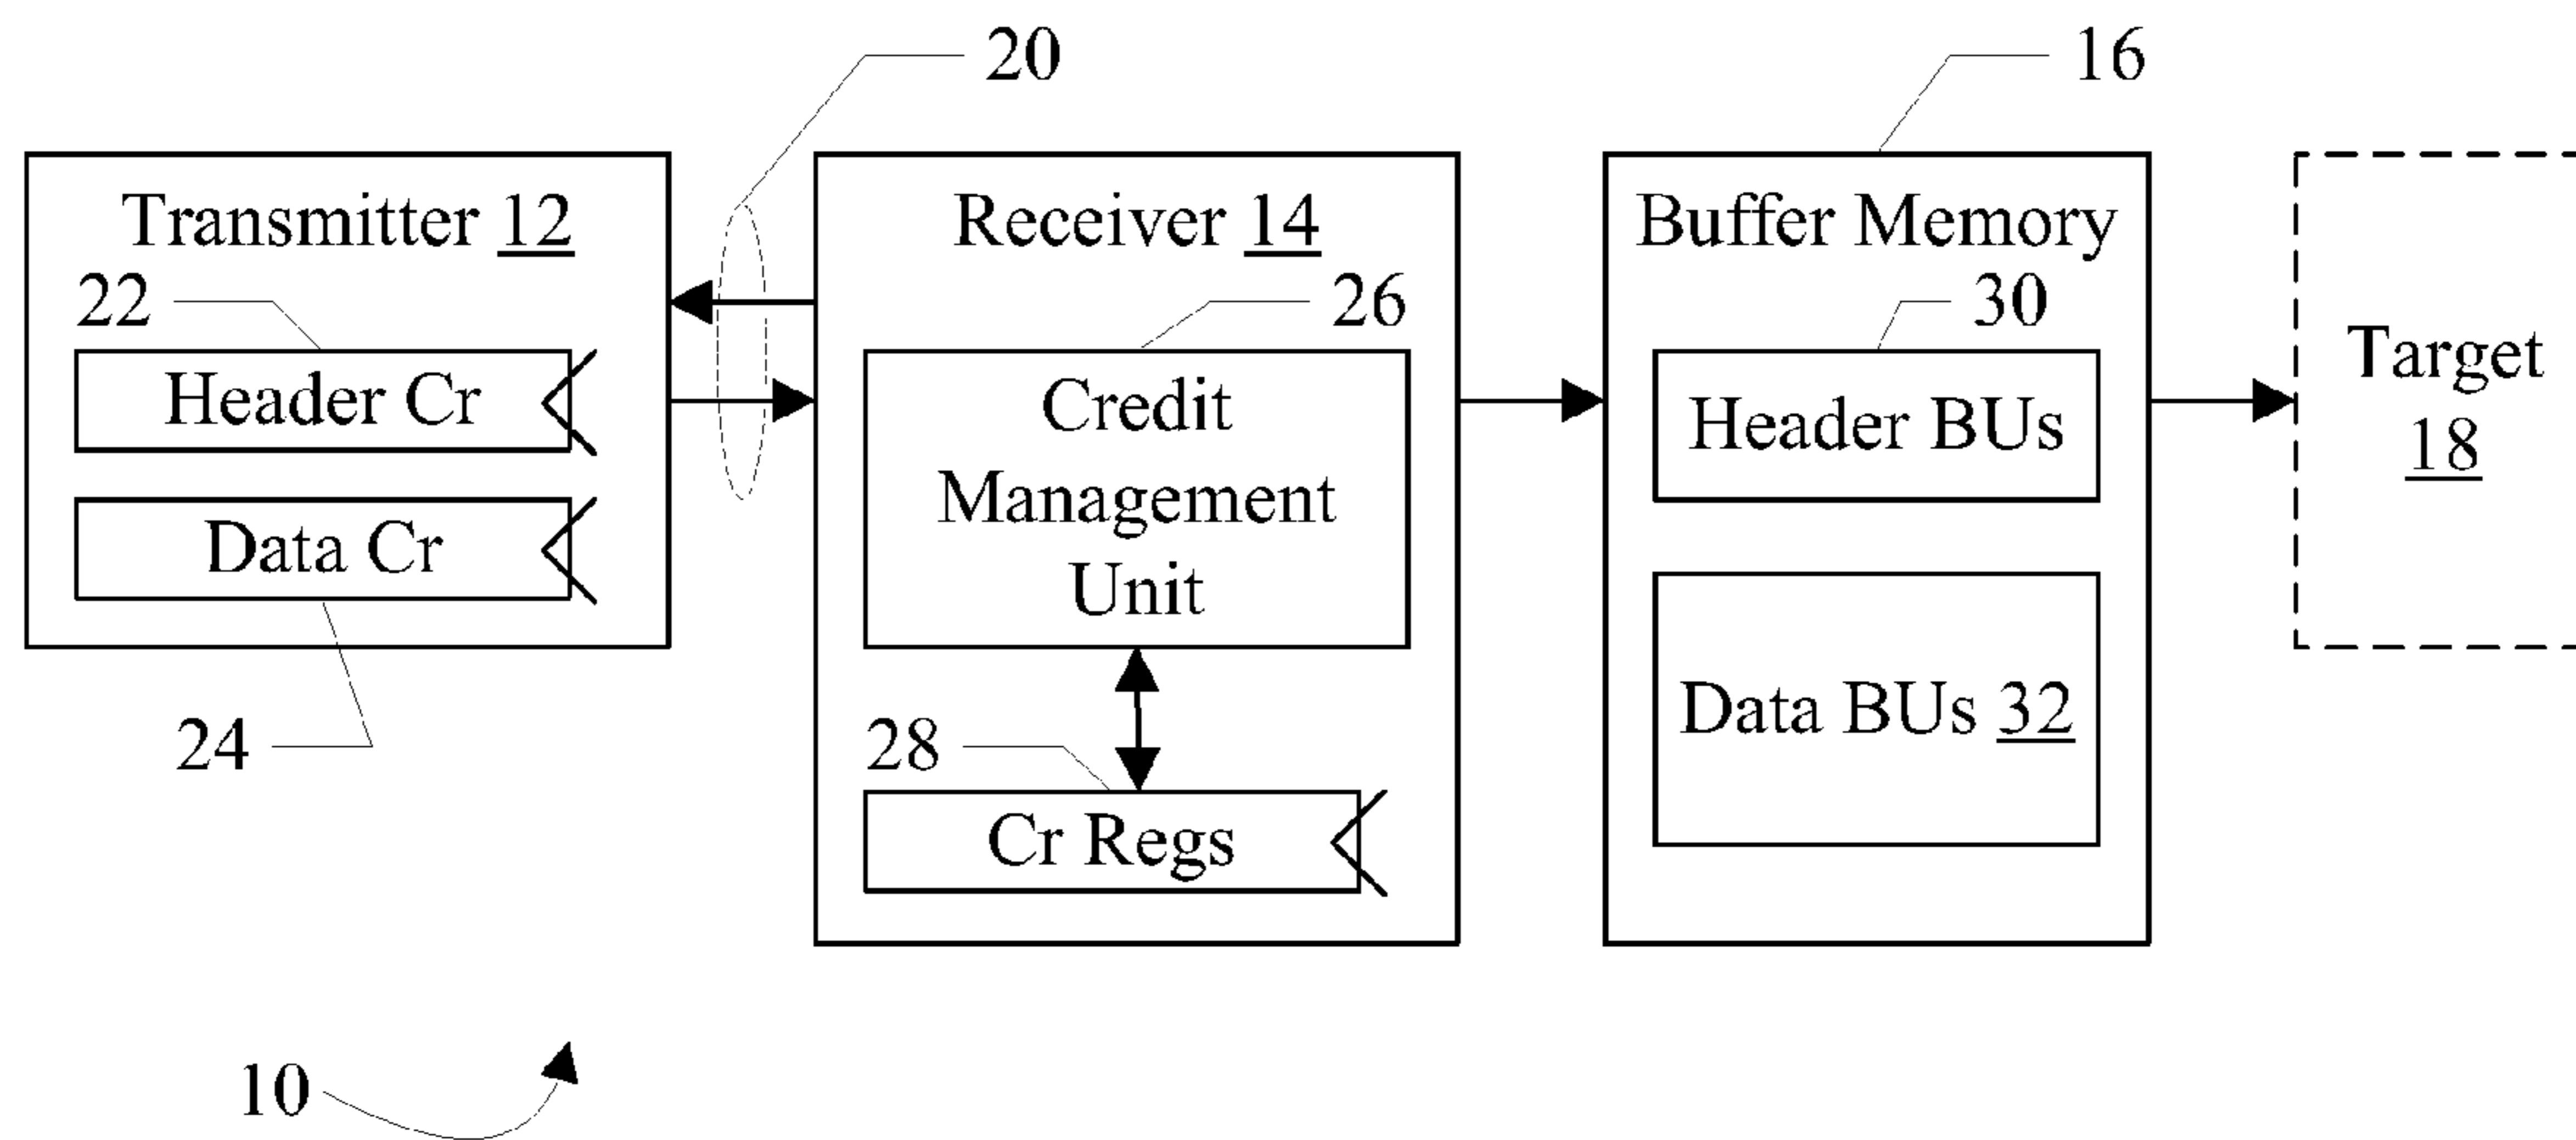 20
16
Transmitter 12
Receiver 14
Buffer Memory
22
26
30
Target
18
Header Cr
Credit
Management
Unit
Header BUs
Data Cr
24
28
Data BUs 32
Cr Regs
10